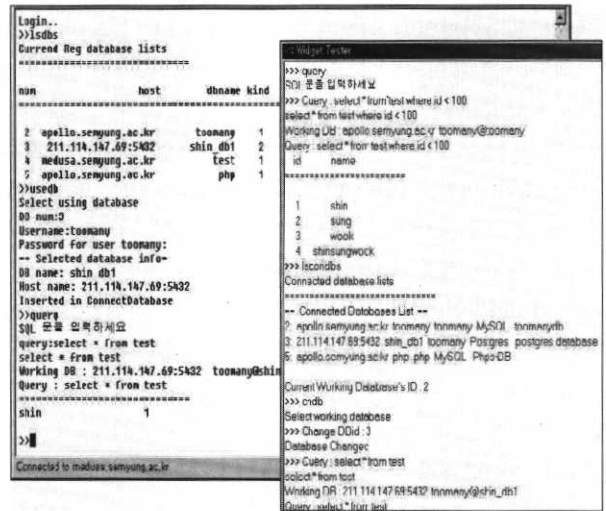 Login..
>>lsdbs
Currend Reg database lists
==============================
num host dbname kind
==============================
2 apollo.semyung.ac.kr toomany 1
3 211.114.147.69:5432 shin_db1 2
4 medusa.semyung.ac.kr test 1
5 apollo.semyung.ac.kr php 1
>>usedb
Select using database
DB num:3
Username:toomany
Password for user toomany:
-- Selected database info-
DB name: shin db1
Host name: 211.114.147.69:5432
Inserted in ConnectDatabase
>>query
SQL 문을 입력하세요
query:select * from test
select * from test
Working DB : 211.114.147.69:5432 toomany@shin
Query : select * from test
==============================
shin 1
>>
Connected to medusa.semyung.ac.kr
Widget Tester
>>> query
SQL 문을 입력하세요
>>> Query : select * from test where id < 100
select * from test where id < 100
Working DB : apollo.semyung.ac.kr toomany@toomany
Query : select * from test where id < 100
id name
========================
1 shin
2 sung
3 wook
4 shinsungwock
>>> lscondbs
Connacted database lists
==============================
-- Connected Databases List --
2: apollo.semyung.ac.kr toomany toomany MySQL toomanydb
3: 211.114.147.69:5432 shin_db1 toomany Postgres postgres database
5: apollo.semyung.ac.kr php php MySQL Php's-DB
Current Working Database's ID : 2
>>> cndb
Select working database
>>> Change DBid : 3
Database Changed
>>> Query : select * from test
select * from test
Working DB : 211.114.147.69:5432 toomany@shin_db1
Query : select * from test